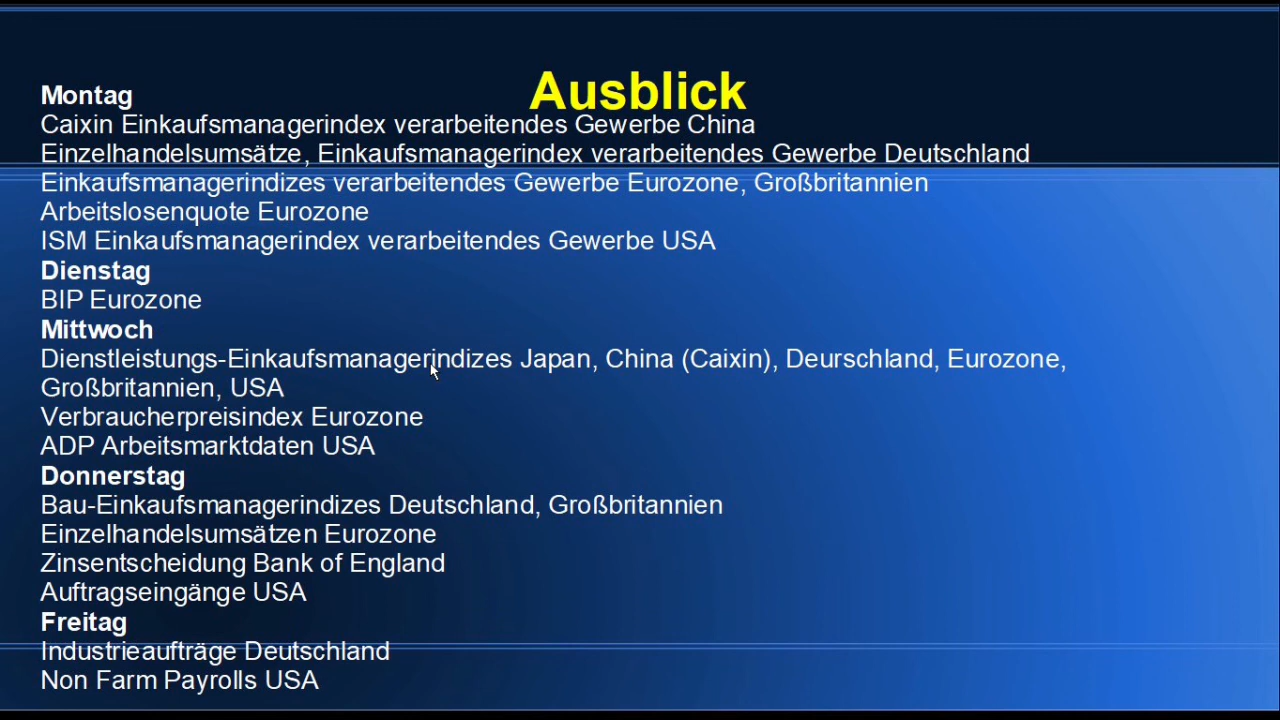 Ausblick
Montag
Caixin Einkaufsmanagerindex verarbeitendes Gewerbe China
Einzelhandelsumsätze, Einkaufsmanagerindex verarbeitendes Gewerbe Deutschland
Einkaufsmanagerindizes verarbeitendes Gewerbe Eurozone, Großbritannien
Arbeitslosenquote Eurozone
ISM Einkaufsmanagerindex verarbeitendes Gewerbe USA
Dienstag
BIP Eurozone
Mittwoch
Dienstleistungs-Einkaufsmanagerindizes Japan, China (Caixin), Deurschland, Eurozone,
Großbritannien, USA
Verbraucherpreisindex Eurozone
ADP Arbeitsmarktdaten USA
Donnerstag
Bau-Einkaufsmanagerindizes Deutschland, Großbritannien
Einzelhandelsumsätzen Eurozone
Zinsentscheidung Bank of England
Auftragseingänge USA
Freitag
Industrieaufträge Deutschland
Non Farm Payrolls USA